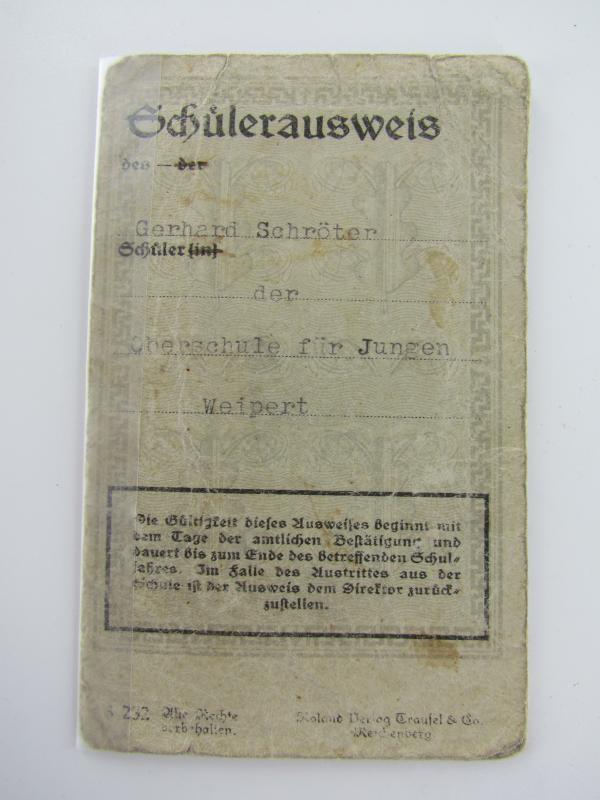 Schülerausweis
des — der
Gerhard Schröter
Schüler (in)
der
Oberschule für Jungen
Weipert
Die Gültigkeit dieses Ausweises beginnt mit
dem Tage der amtlichen Bestätigung und
dauert bis zum Ende des betreffenden Schul-
jahres. Im Falle des Austrittes aus der
Schule ist der Ausweis dem Direktor zurück-
zustellen.
232 Alle Rechte
vorbehalten.
Roland Verlag Trausel & Co.
Reichenberg